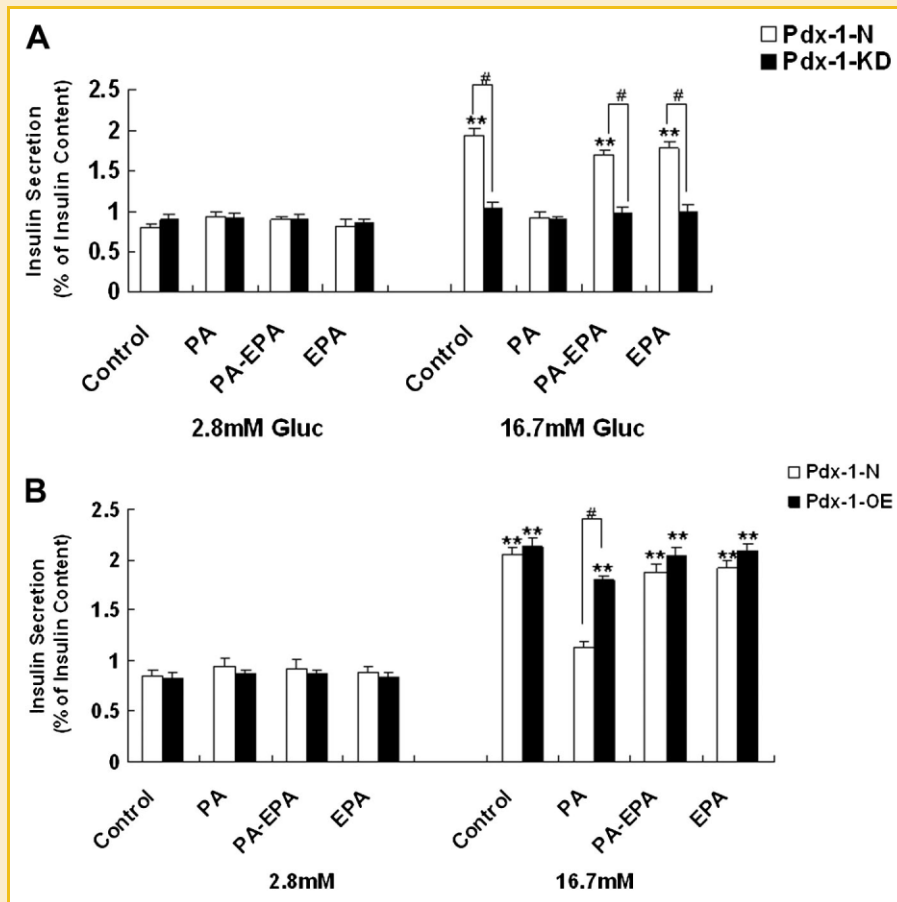 A
Pdx-1-N
Pdx-1-KD
Insulin Secretion
(% of Insulin Content)
2.5
2
1.5
1
0.5
0
#
**
#
**
#
**
Control
PA
PA-EPA
EPA
Control
PA
PA-EPA
EPA
2.8mM Gluc
16.7mM Gluc
B
Pdx-1-N
Pdx-1-OE
Insulin Secretion
(% of Insulin Content)
2.5
2
1.5
1
0.5
0
** **
#
**
** **
** **
Control
PA
PA-EPA
EPA
Control
PA
PA-EPA
EPA
2.8mM
16.7mM